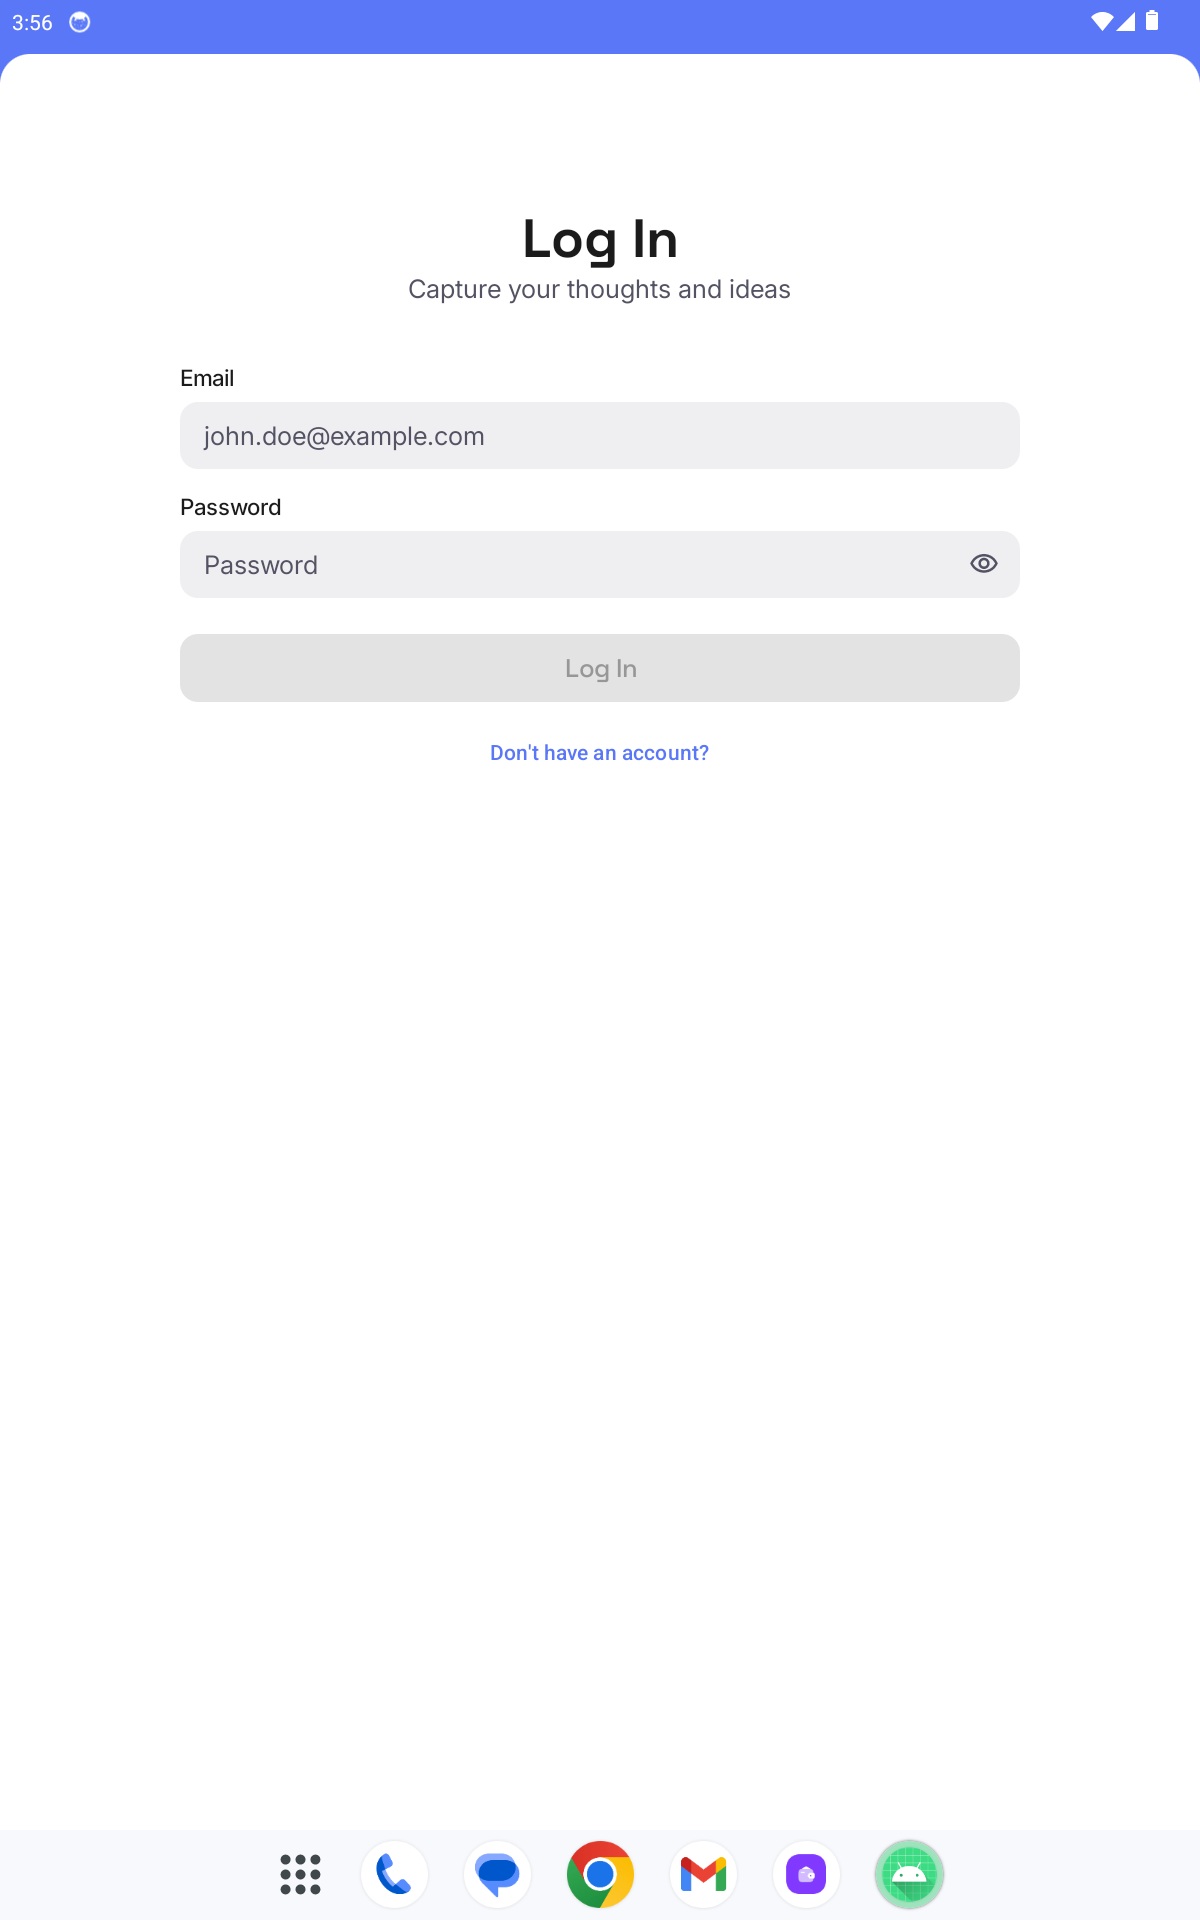 3:56
Log In
Capture your thoughts and ideas
Email
john.doe@example.com
Password
Password
Log In
Don't have an account?